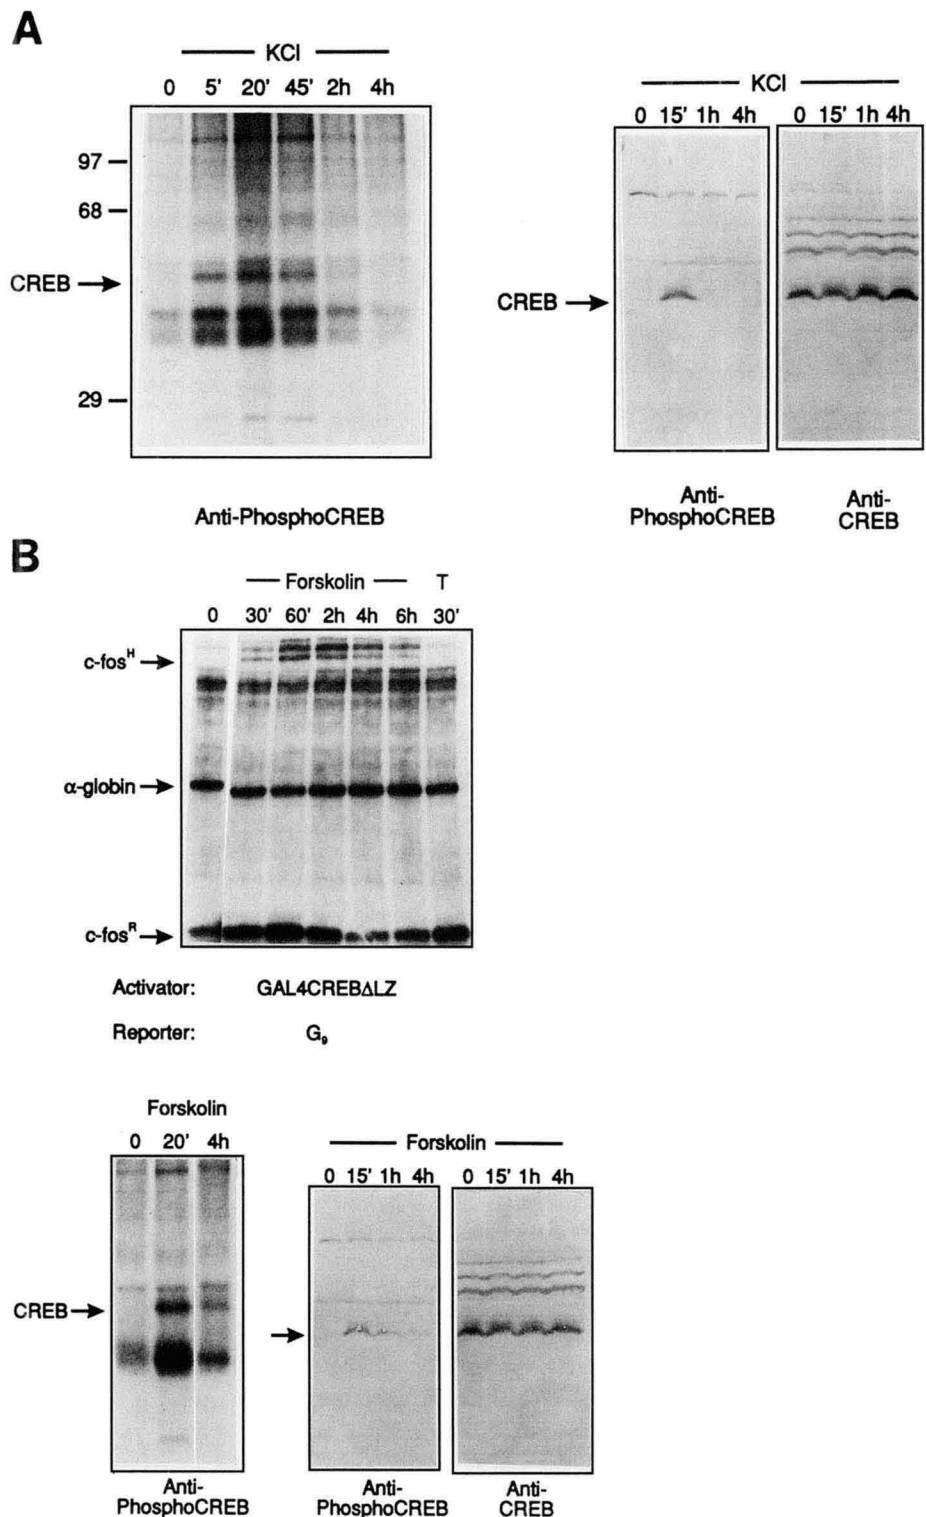 A
KCl
0 5' 20' 45' 2h 4h
97
68
CREB
29
Anti-PhosphoCREB
KCl
0 15' 1h 4h 0 15' 1h 4h
CREB
Anti-
PhosphoCREB
Anti-
CREB
B
Forskolin T
0 30' 60' 2h 4h 6h 30'
c-fosᴴ
α-globin
c-fosᴿ
Activator: GAL4CREBΔLZ
Reporter: G₉
Forskolin
0 20' 4h
CREB
Anti-
PhosphoCREB
Forskolin
0 15' 1h 4h 0 15' 1h 4h
Anti-
PhosphoCREB
Anti-
CREB